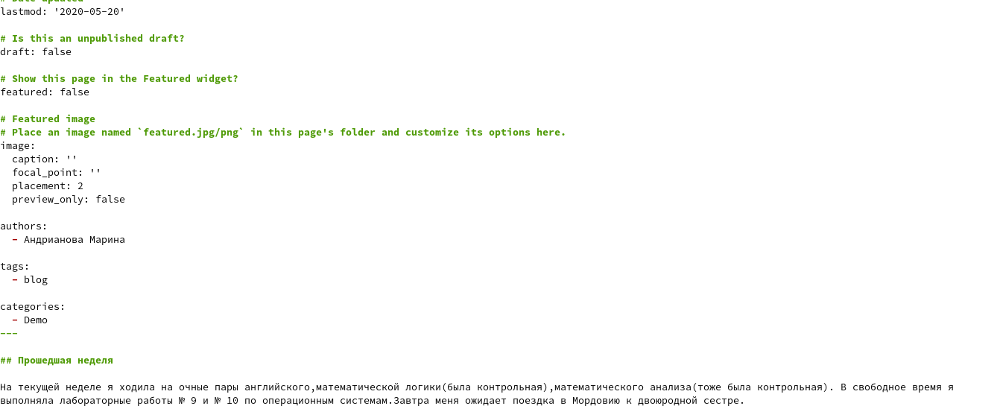 # Date updated
lastmod: '2020-05-20'
# Is this an unpublished draft?
draft: false
# Show this page in the Featured widget?
featured: false
# Featured image
# Place an image named `featured.jpg/png` in this page's folder and customize its options here.
image:
  caption: ''
  focal_point: ''
  placement: 2
  preview_only: false
authors:
  - Андрианова Марина
tags:
  - blog
categories:
  - Demo
---
## Прошедшая неделя
На текущей неделе я ходила на очные пары английского,математической логики(была контрольная),математического анализа(тоже была контрольная). В свободное время я
выполняла лабораторные работы № 9 и № 10 по операционным системам.Завтра меня ожидает поездка в Мордовию к двоюродной сестре.